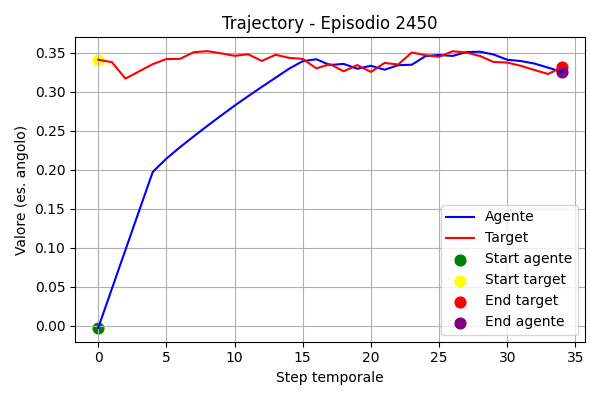 Trajectory - Episodio 2450
Valore (es. angolo)
0.35
0.30
0.25
0.20
0.15
0.10
0.05
0.00
Agente
Target
Start agente
Start target
End target
End agente
0 5 10 15 20 25 30 35
Step temporale